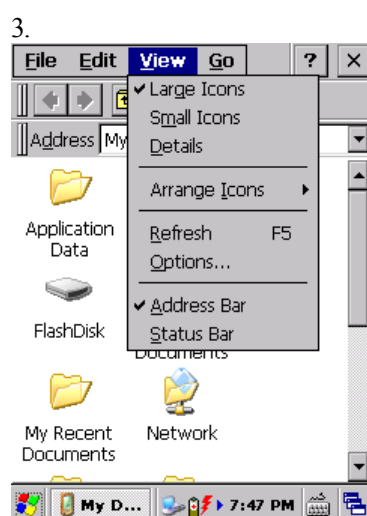 3.
File Edit View Go ? ×
Large Icons
Small Icons
Details
Address My
Arrange Icons
Application
Data
Refresh F5
Options...
FlashDisk
Address Bar
Status Bar
Documents
My Recent
Documents
Network
My D... 7:47 PM